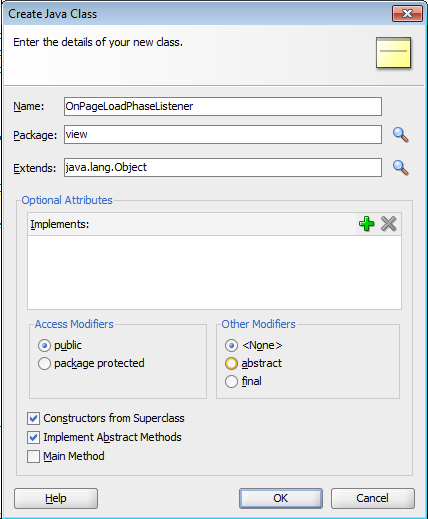 Create Java Class
Enter the details of your new class.
Name: OnPageLoadPhaseListener
Package: view
Extends: java.lang.Object
Optional Attributes
Implements:
Access Modifiers
public
package protected
Other Modifiers
<None>
abstract
final
Constructors from Superclass
Implement Abstract Methods
Main Method
Help OK Cancel